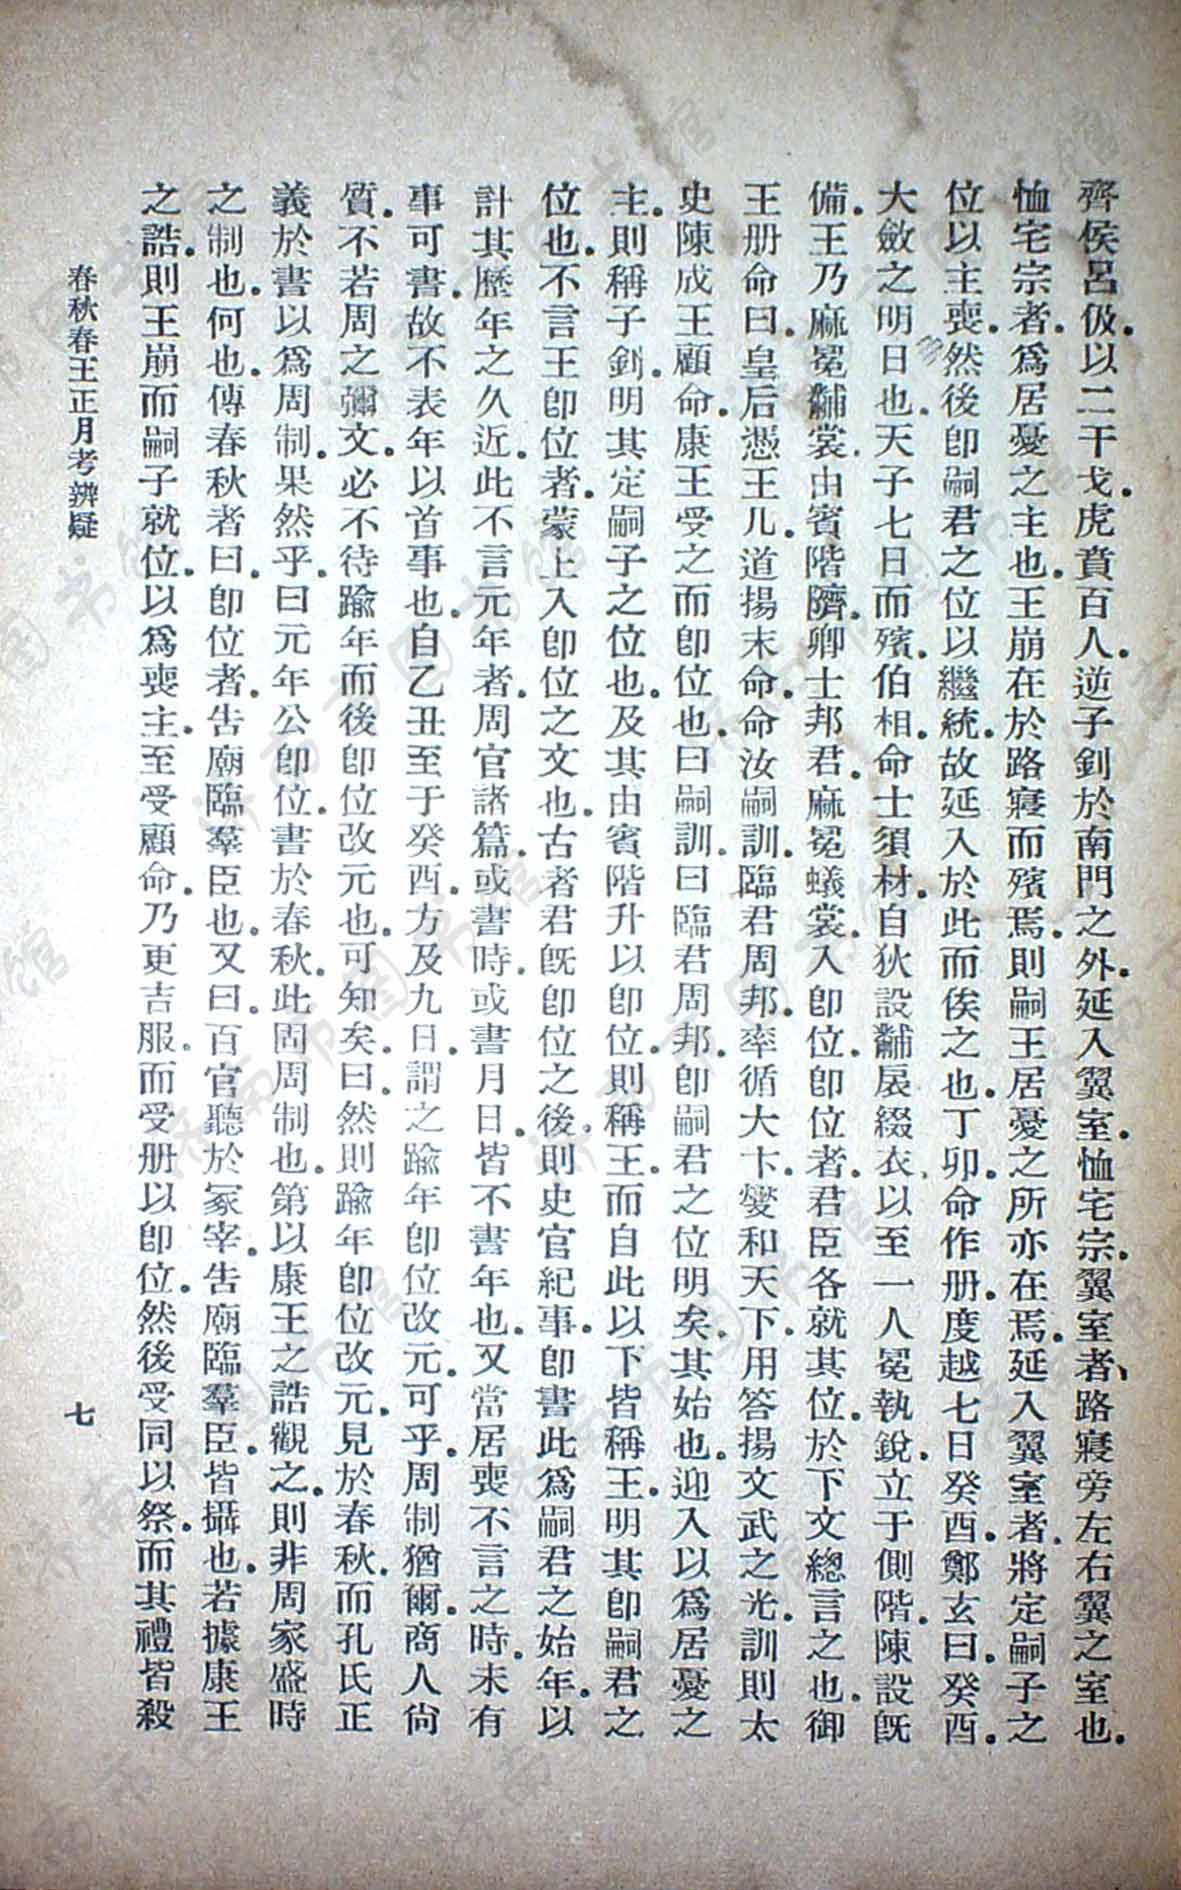 齊侯呂伋.以二干戈.虎賁百人.逆子釗於南門之外.延入翼室.恤宅宗.翼室者、路寢旁左右翼之室也.
恤宅宗者.爲居憂之主也.王崩在於路寢而殯焉.則嗣王居憂之所亦在焉.延入翼室者.將定嗣子之
位以主喪.然後卽嗣君之位以繼統.故延入於此而俟之也.丁卯.命作册.度越七日癸酉.鄭玄曰.癸酉.
大斂之明日也.天子七日而殯.伯相.命士須材.自狄設黼扆綴衣.以至一人冕執銳.立于側階.陳設旣
備.王乃麻冕黼裳.由賓階隮.卿士邦君.麻冕蟻裳.入卽位.卽位者.君臣各就其位.於下文總言之也.御
王册命曰.皇后憑王几.道揚末命.命汝嗣訓.臨君周邦.率循大卞.燮和天下.用答揚文武之光.訓則太
史陳成王顧命.康王受之而卽位也.曰嗣訓.曰臨君周邦.卽嗣君之位明矣.其始也.迎入以爲居憂之
主.則稱子釗.明其定嗣子之位也.及其由賓階升以卽位.則稱王.而自此以下皆稱王.明其卽嗣君之
位也.不言王卽位者.蒙上入卽位之文也.古者君旣卽位之後.則史官紀事.卽書此爲嗣君之始年.以
計其歷年之久近.此不言元年者.周官諸篇.或書時.或書月日.皆不書年也.又當居喪不言之時.未有
事可書.故不表年以首事也.自乙丑至于癸酉.方及九日.謂之踰年卽位改元.可乎.周制猶爾.商人尙
質.不若周之彌文.必不待踰年而後卽位改元也.可知矣.曰.然則踰年卽位改元.見於春秋.而孔氏正
義於書以爲周制.果然乎.曰元年公卽位.書於春秋.此固周制也.第以康王之誥觀之.則非周家盛時
之制也.何也.傳春秋者曰.卽位者.吿廟臨羣臣也.又曰.百官聽於冢宰.吿廟臨羣臣.皆攝也.若據康王
之誥.則王崩而嗣子就位.以爲喪主.至受顧命.乃更吉服.而受册以卽位.然後受同以祭.而其禮皆殺
春秋春王正月考辨疑
七